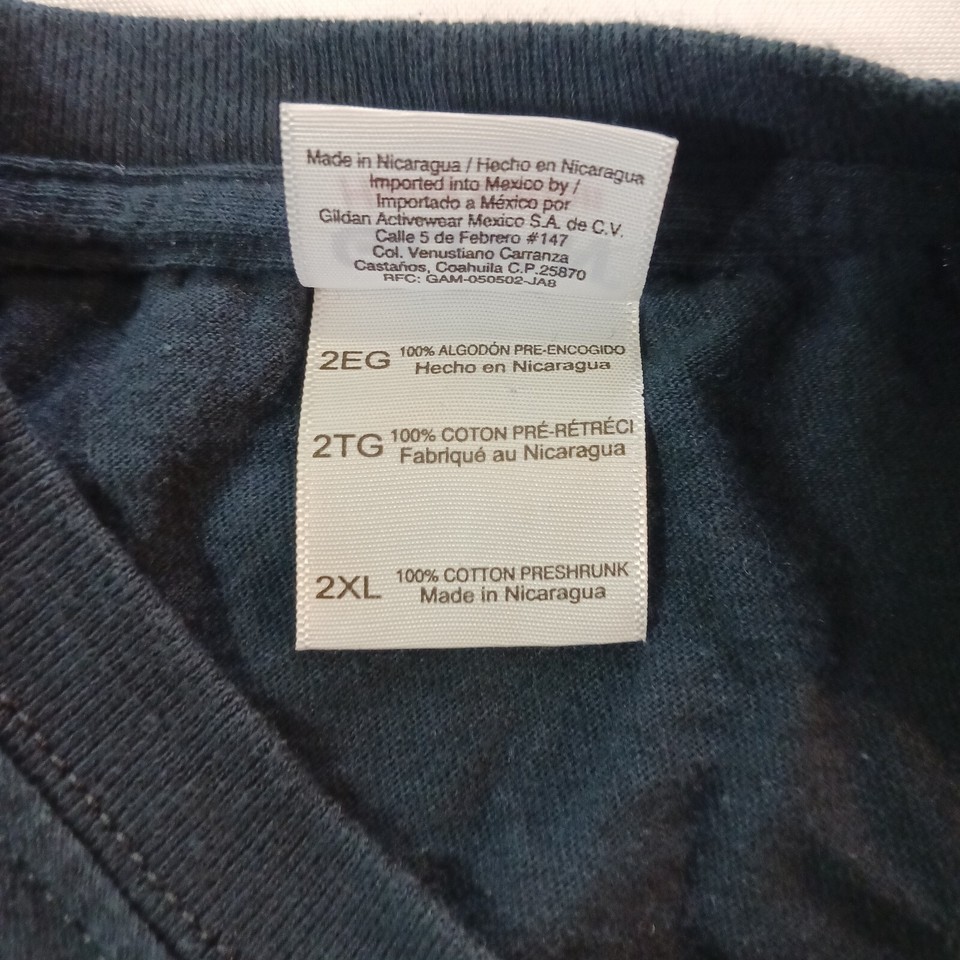 Made in Nicaragua / Hecho en Nicaragua
Imported into Mexico by /
Importado a México por
Gildan Activewear Mexico S.A. de C.V.
Calle 5 de Febrero #147
Col. Venustiano Carranza
Castaños, Coahuila C.P.25870
RFC: GAM-050502-JA8
2EG 100% ALGODÓN PRE-ENCOGIDO
Hecho en Nicaragua
2TG 100% COTON PRÉ-RÉTRÉCI
Fabriqué au Nicaragua
2XL 100% COTTON PRESHRUNK
Made in Nicaragua